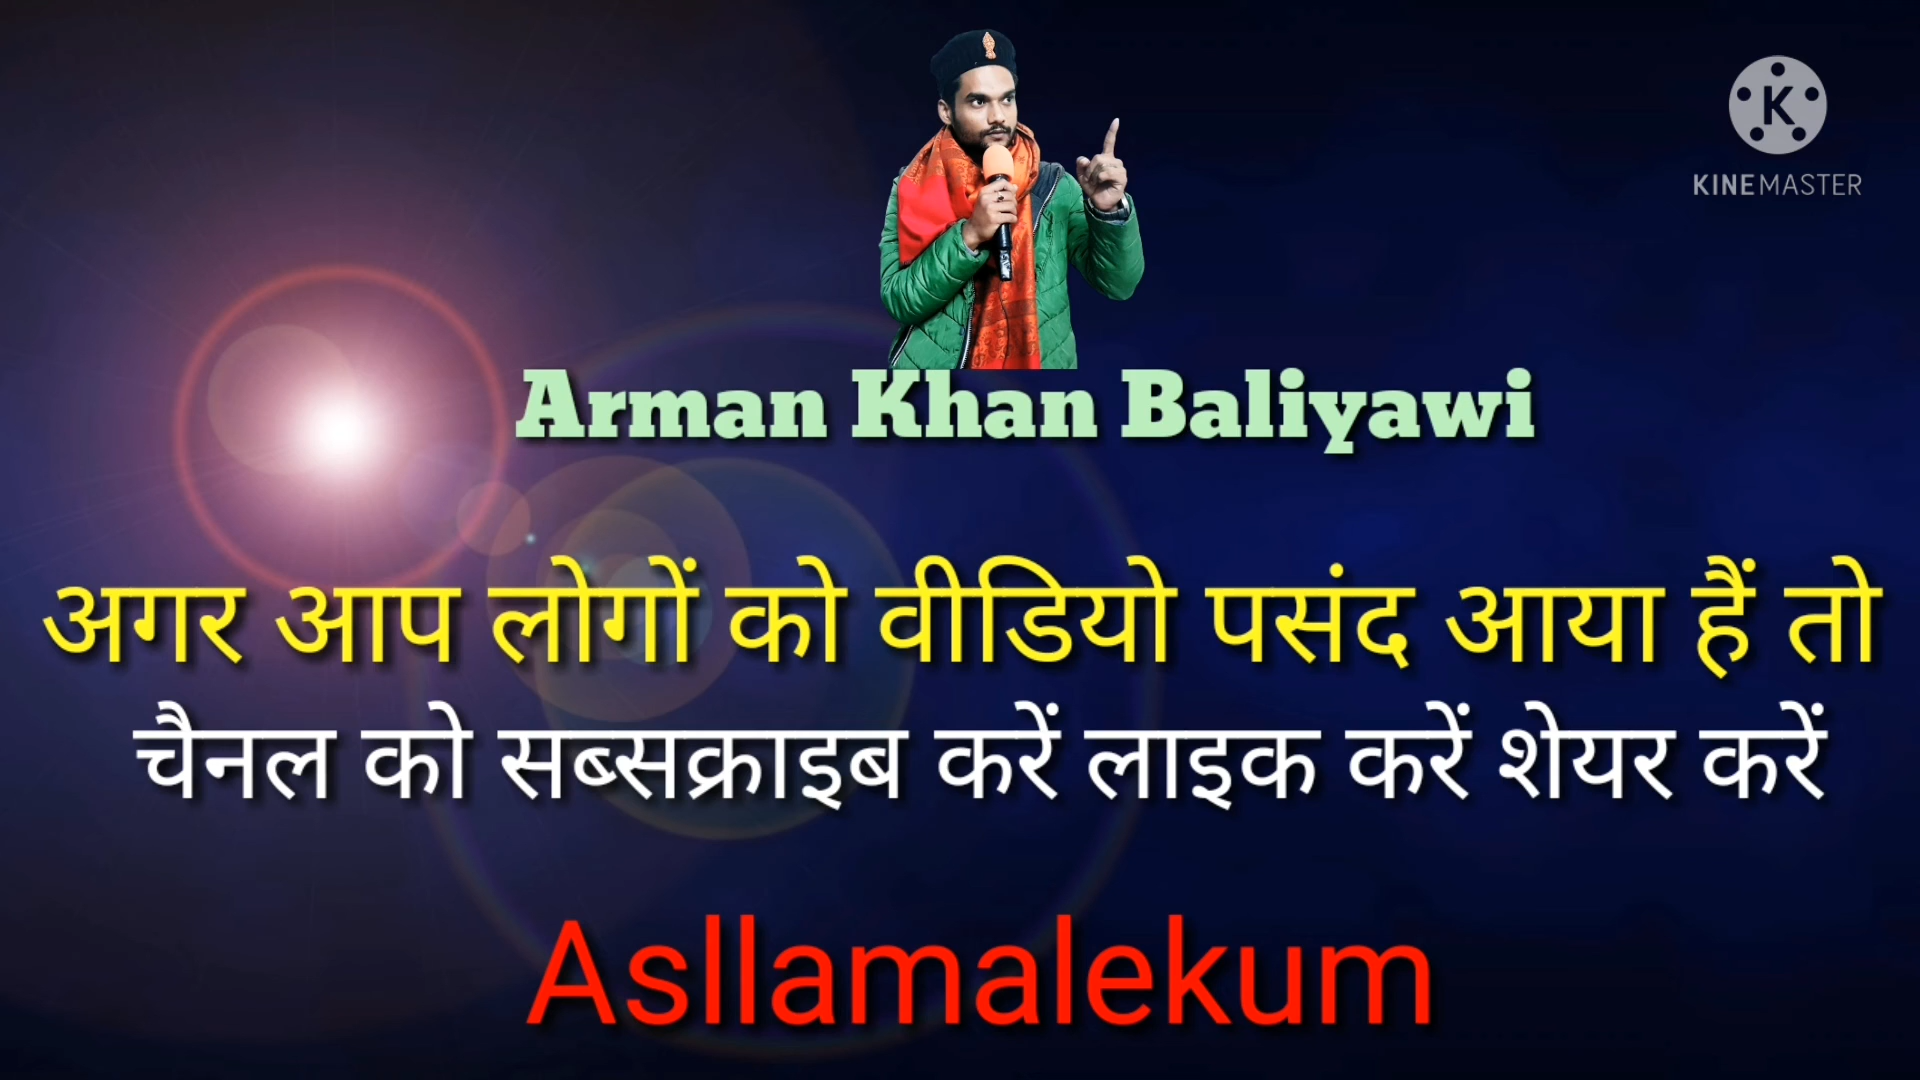 K
KINEMASTER
Arman Khan Baliyawi
अगर आप लोगों को वीडियो पसंद आया हैं तो
चैनल को सब्सक्राइब करें लाइक करें शेयर करें
Asllamalekum